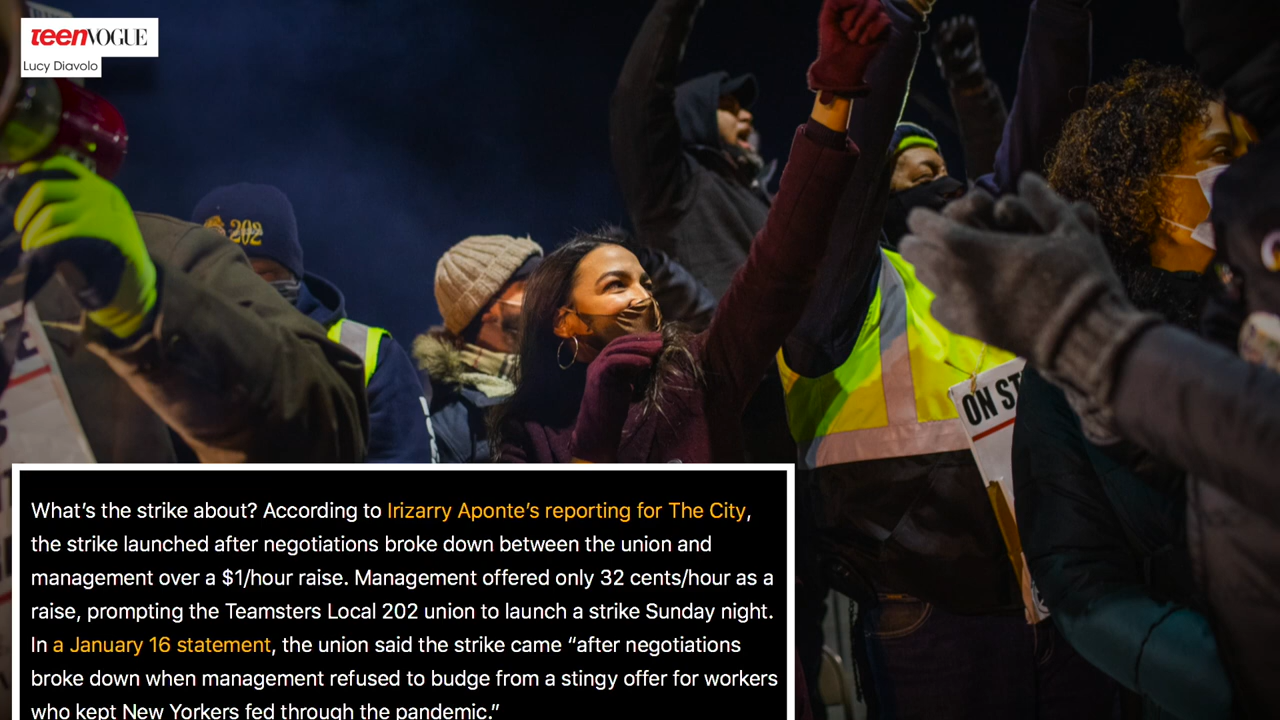 teenVOGUE
Lucy Diavolo
202
ON ST
What’s the strike about? According to Irizarry Aponte’s reporting for The City,
the strike launched after negotiations broke down between the union and
management over a $1/hour raise. Management offered only 32 cents/hour as a
raise, prompting the Teamsters Local 202 union to launch a strike Sunday night.
In a January 16 statement, the union said the strike came “after negotiations
broke down when management refused to budge from a stingy offer for workers
who kept New Yorkers fed through the pandemic.”